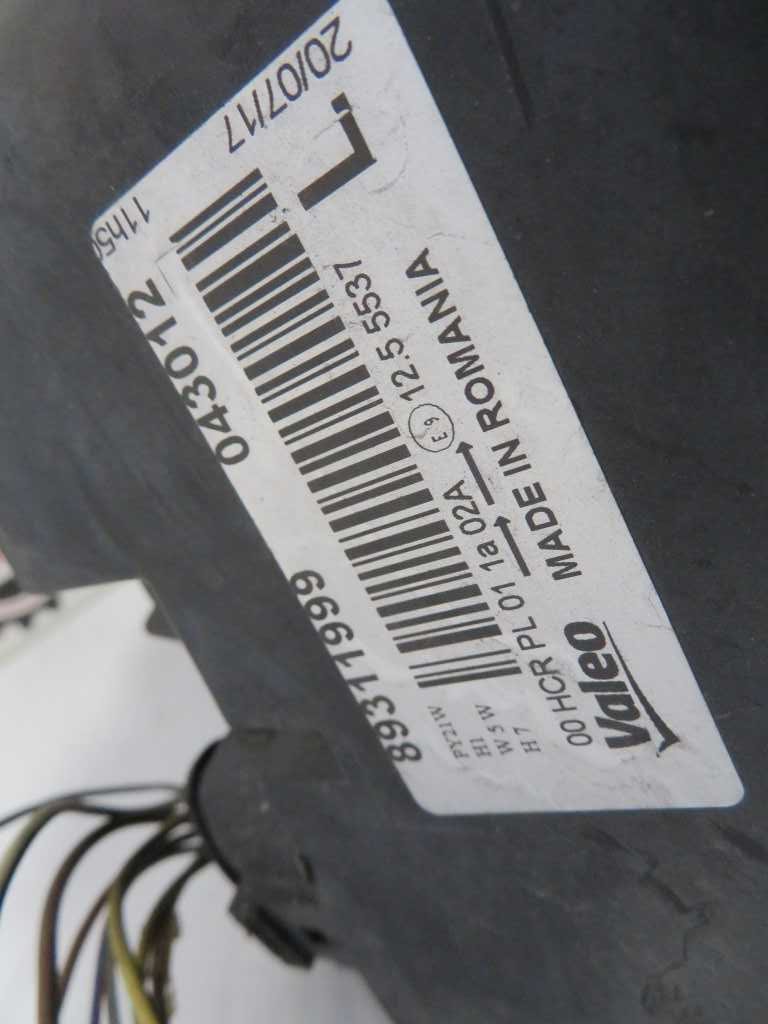 89311999 043012 11h5
20/07/17
L
PY21W
H1
W5W
H7
00 HCR PL 01 1a 02A E9 12.5 5537
Valeo MADE IN ROMANIA